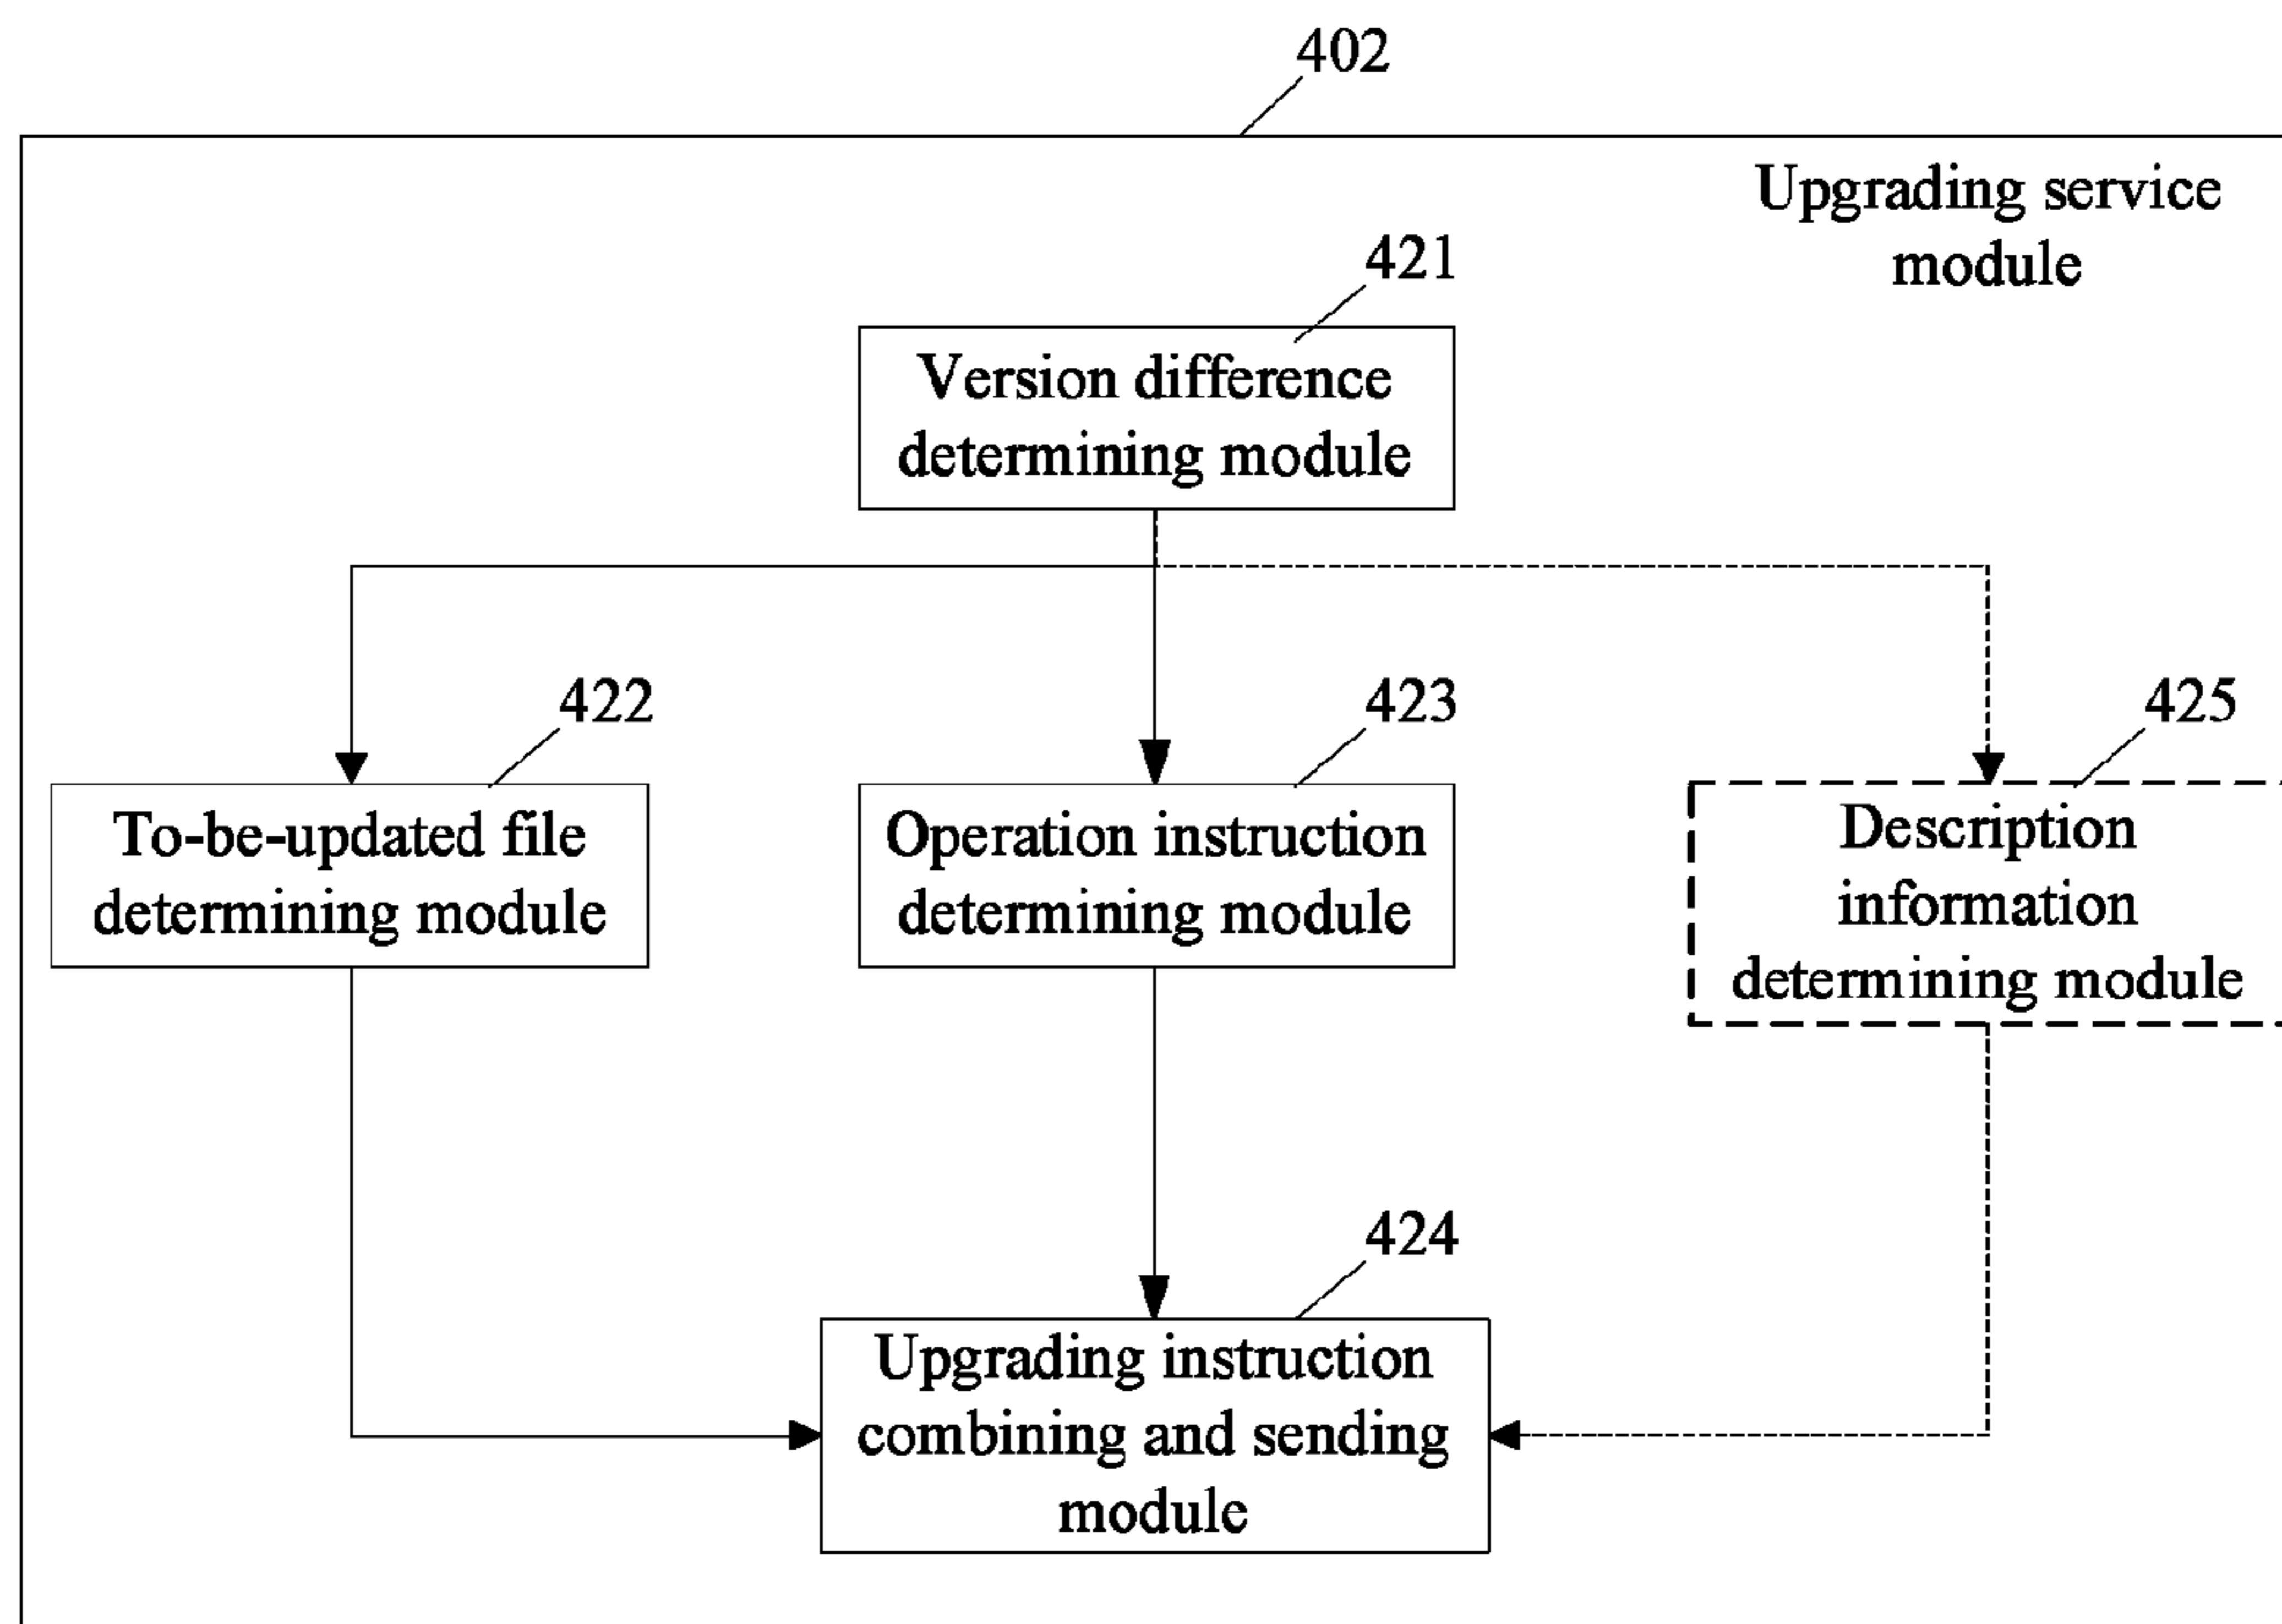 402
Upgrading service
module
421
Version difference
determining module
422
423
425
To-be-updated file
determining module
Operation instruction
determining module
Description
information
determining module
424
Upgrading instruction
combining and sending
module